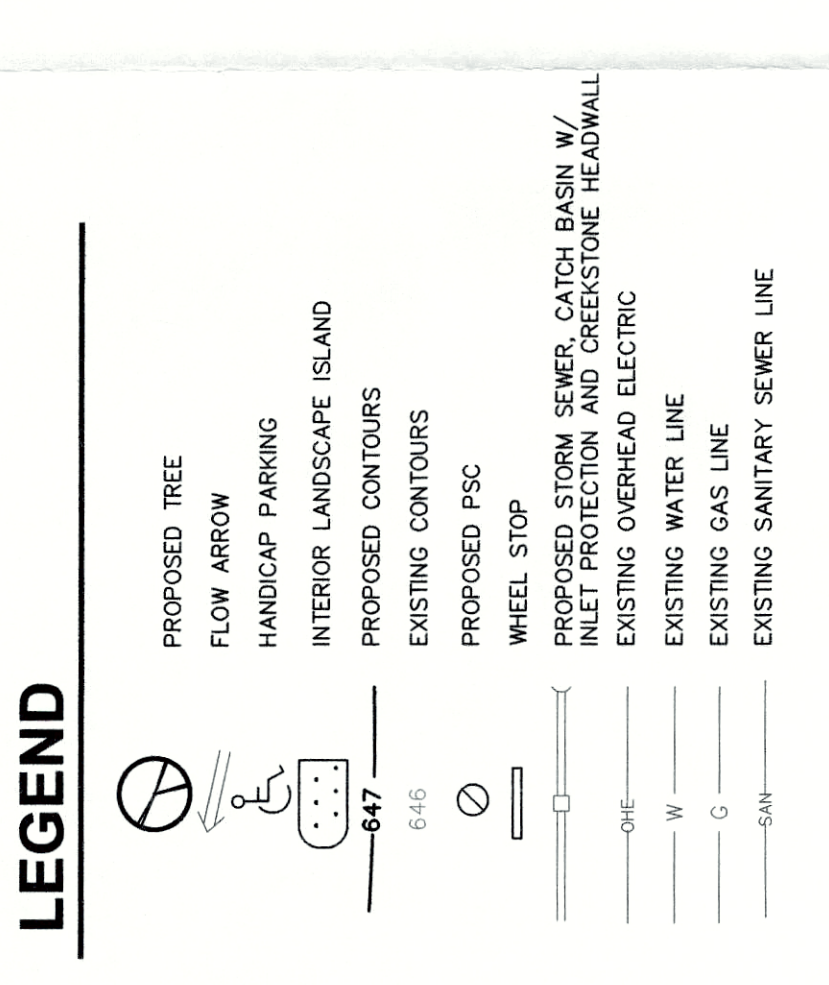 LEGEND
PROPOSED TREE
FLOW ARROW
HANDICAP PARKING
INTERIOR LANDSCAPE ISLAND
647 PROPOSED CONTOURS
646 EXISTING CONTOURS
PROPOSED PSC
WHEEL STOP
PROPOSED STORM SEWER, CATCH BASIN W/
INLET PROTECTION AND CREEKSTONE HEADWALL
OHE EXISTING OVERHEAD ELECTRIC
W EXISTING WATER LINE
G EXISTING GAS LINE
SAN EXISTING SANITARY SEWER LINE